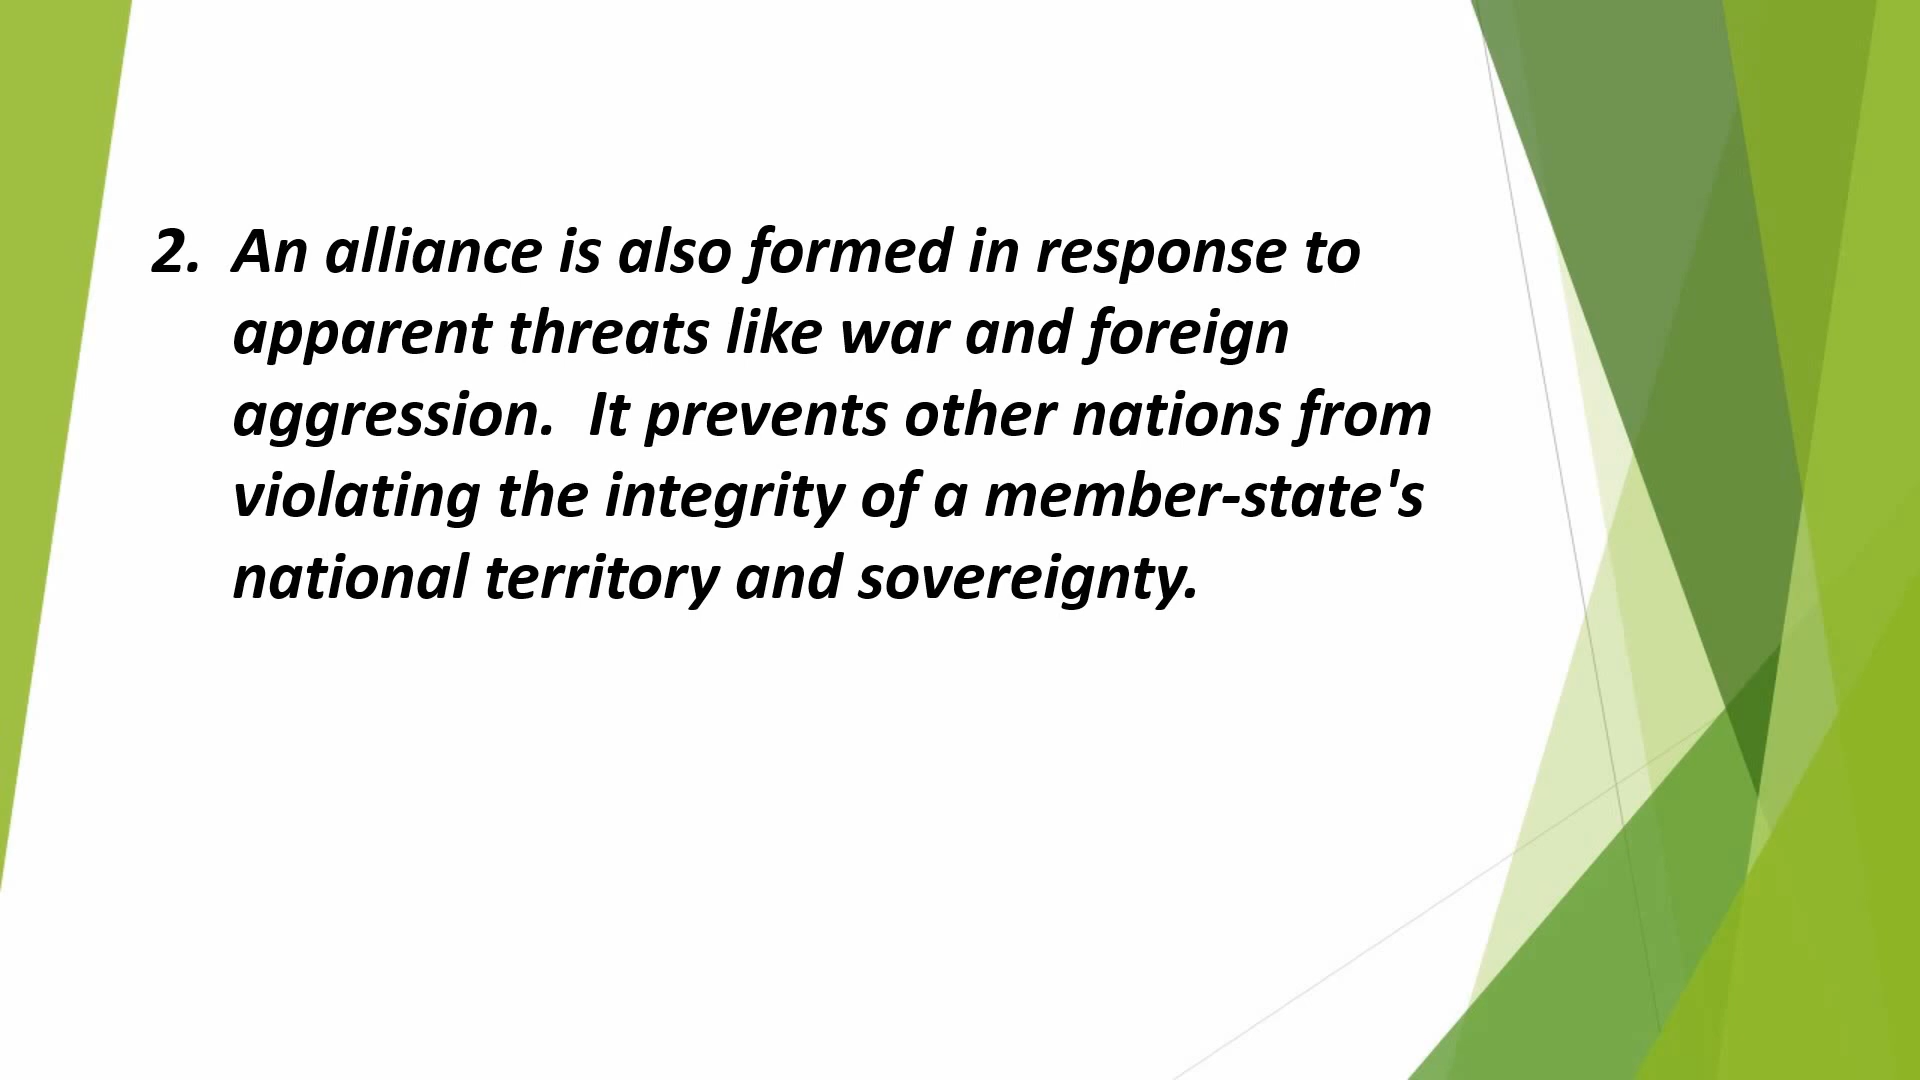 2. An alliance is also formed in response to
apparent threats like war and foreign
aggression.  It prevents other nations from
violating the integrity of a member-state's
national territory and sovereignty.